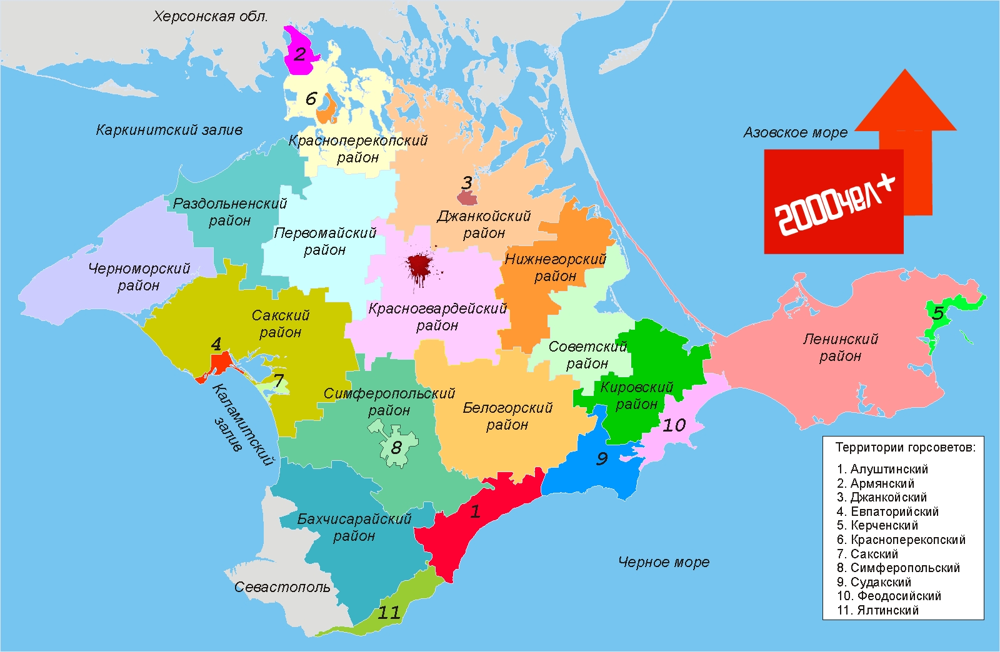 Херсонская обл.
2
6
Каркинитский залив
Красноперекопский
район
Азовское море
3
2000чел+
Раздольненский
район
Джанкойский
район
Первомайский
район
Черноморский
район
Нижнегорский
район
Сакский
район
Красногвардейский
район
5
4
Советский
район
Ленинский
район
7
Каламитский
залив
Симферопольский
район
Кировский
район
Белогорский
район
10
8
9
1
Бахчисарайский
район
Черное море
Севастополь
11
Территории горсоветов:
1. Алуштинский
2. Армянский
3. Джанкойский
4. Евпаторийский
5. Керченский
6. Красноперекопский
7. Сакский
8. Симферопольский
9. Судакский
10. Феодосийский
11. Ялтинский